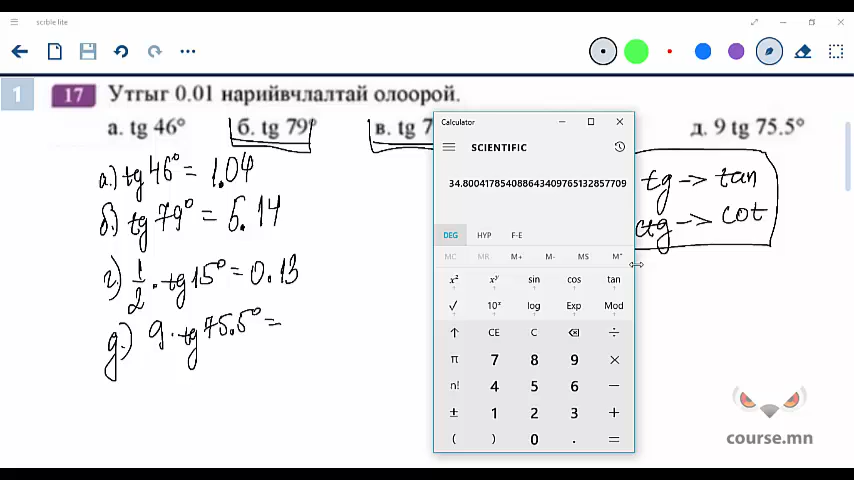 scrible lite
1
17 Утгыг 0.01 нарийвчлалтай олоорой.
а. tg 46° б. tg 79° в. tg 7 д. 9 tg 75.5°
а.) tg 46° = 1.04
б) tg 79° = 5.14
г.) 1/2 · tg 15° = 0.13
д.) 9 · tg 75.5° =
tg → tan
ctg → cot
Calculator
SCIENTIFIC
34.800417854088643409765132857709
DEG HYP F-E
MC MR M+ M- MS M˅
x² xʸ sin cos tan
√ 10ˣ log Exp Mod
↑ CE C ⌫ ÷
π 7 8 9 ×
n! 4 5 6 −
± 1 2 3 +
( ) 0 . =
course.mn